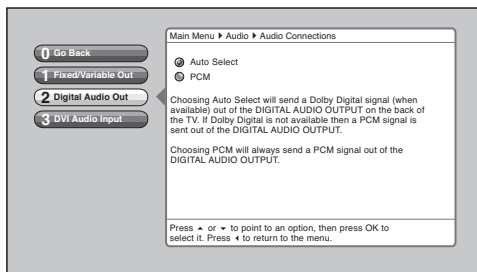 Main Menu ▶ Audio ▶ Audio Connections
0 Go Back
1 Fixed/Variable Out
2 Digital Audio Out
3 DVI Audio Input
Auto Select
PCM
Choosing Auto Select will send a Dolby Digital signal (when
available) out of the DIGITAL AUDIO OUTPUT on the back of
the TV. If Dolby Digital is not available then a PCM signal is
sent out of the DIGITAL AUDIO OUTPUT.
Choosing PCM will always send a PCM signal out of the
DIGITAL AUDIO OUTPUT.
Press ▲ or ▼ to point to an option, then press OK to
select it. Press ◀ to return to the menu.